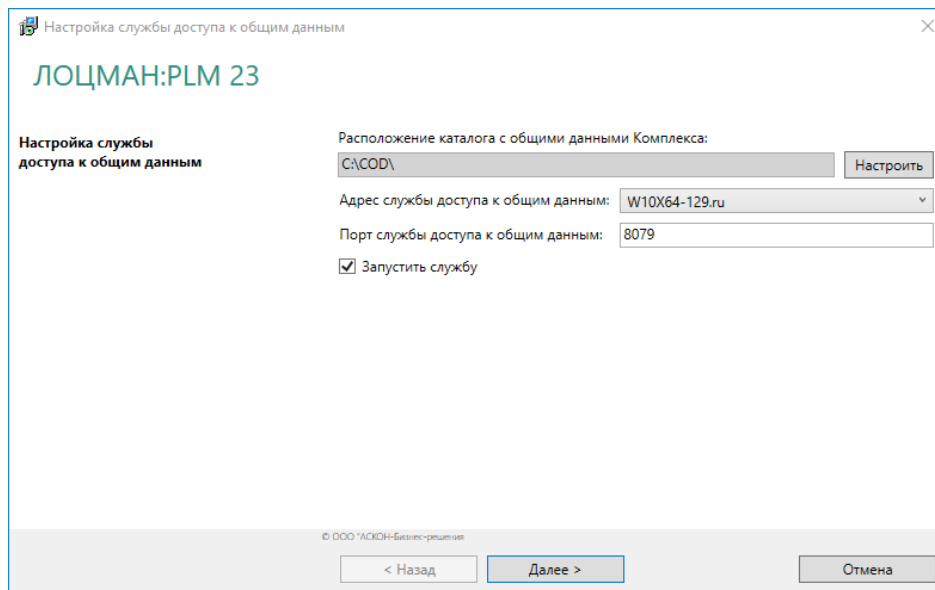 Настройка службы доступа к общим данным
ЛОЦМАН:PLM 23
Настройка службы
доступа к общим данным
Расположение каталога с общими данными Комплекса:
C:\COD\
Настроить
Адрес службы доступа к общим данным:
W10X64-129.ru
Порт службы доступа к общим данным:
8079
Запустить службу
© ООО "АСКОН-Бизнес-решения
< Назад
Далее >
Отмена